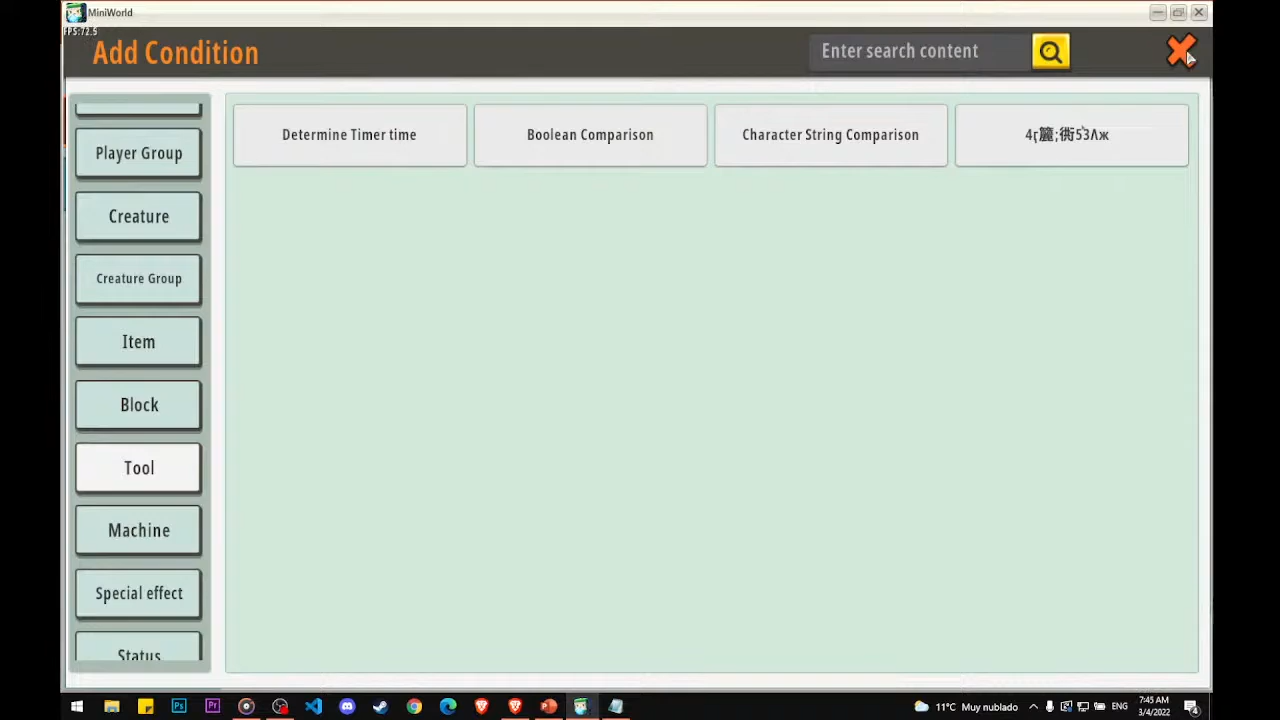 MiniWorld
FPS:72.5
Add Condition
Enter search content
Player Group
Creature
Creature Group
Item
Block
Tool
Machine
Special effect
Status
Determine Timer time
Boolean Comparison
Character String Comparison
11°C Muy nublado
ENG
7:45 AM
3/4/2022
4